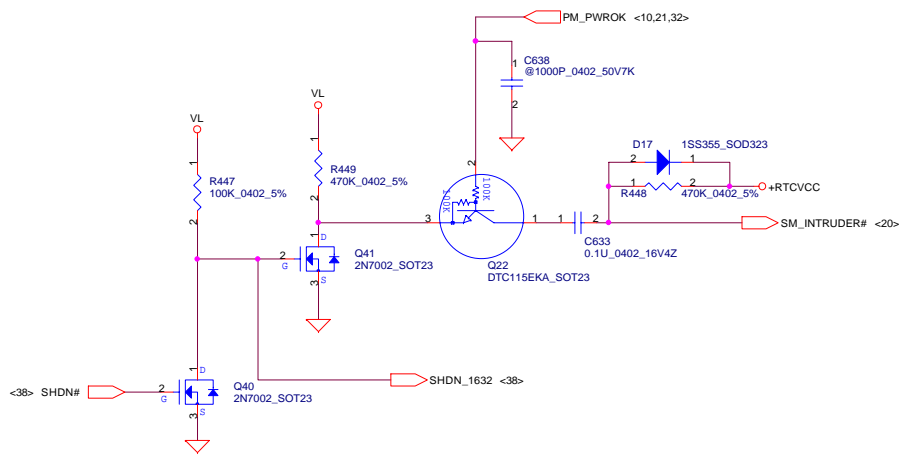 PM_PWROK <10,21,32>
C638
@1000P_0402_50V7K
1
2
VL
VL
1
R449
470K_0402_5%
2
1
R447
100K_0402_5%
2
2
100K
100K
3
1
Q22
DTC115EKA_SOT23
1
2
C633
0.1U_0402_16V4Z
D17
1SS355_SOD323
2
1
1
2
R448
470K_0402_5%
+RTCVCC
SM_INTRUDER# <20>
1
D
2
G
3
S
Q41
2N7002_SOT23
SHDN_1632 <38>
<38> SHDN#
1
D
2
G
3
S
Q40
2N7002_SOT23